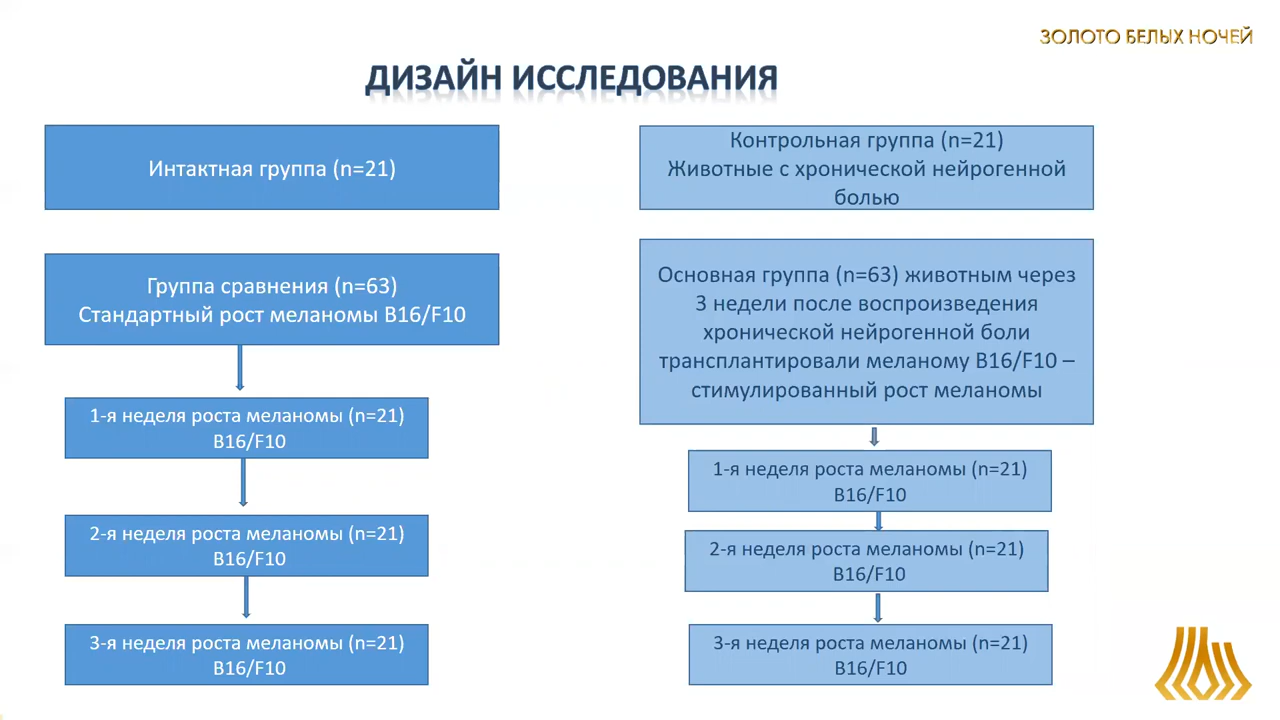 ЗОЛОТО БЕЛЫХ НОЧЕЙ
ДИЗАЙН ИССЛЕДОВАНИЯ
Интактная группа (n=21)
Контрольная группа (n=21)
Животные с хронической нейрогенной
болью
Группа сравнения (n=63)
Стандартный рост меланомы B16/F10
Основная группа (n=63) животным через
3 недели после воспроизведения
хронической нейрогенной боли
трансплантировали меланому B16/F10 –
стимулированный рост меланомы
1-я неделя роста меланомы (n=21)
B16/F10
2-я неделя роста меланомы (n=21)
B16/F10
3-я неделя роста меланомы (n=21)
B16/F10
1-я неделя роста меланомы (n=21)
B16/F10
2-я неделя роста меланомы (n=21)
B16/F10
3-я неделя роста меланомы (n=21)
B16/F10